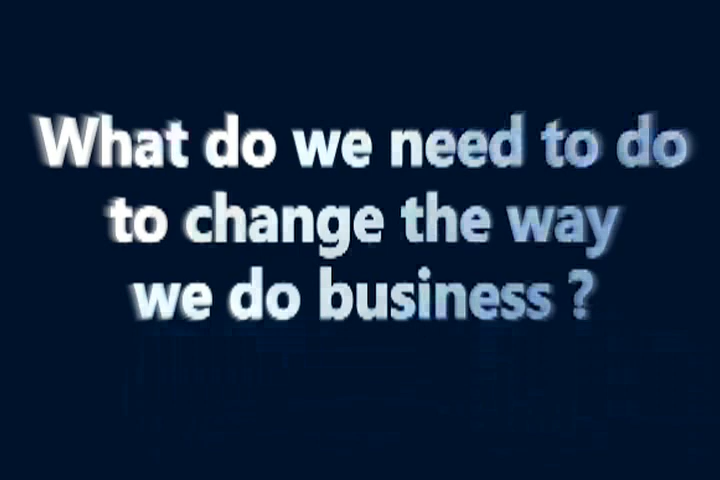 What do we need to do
to change the way
we do business ?